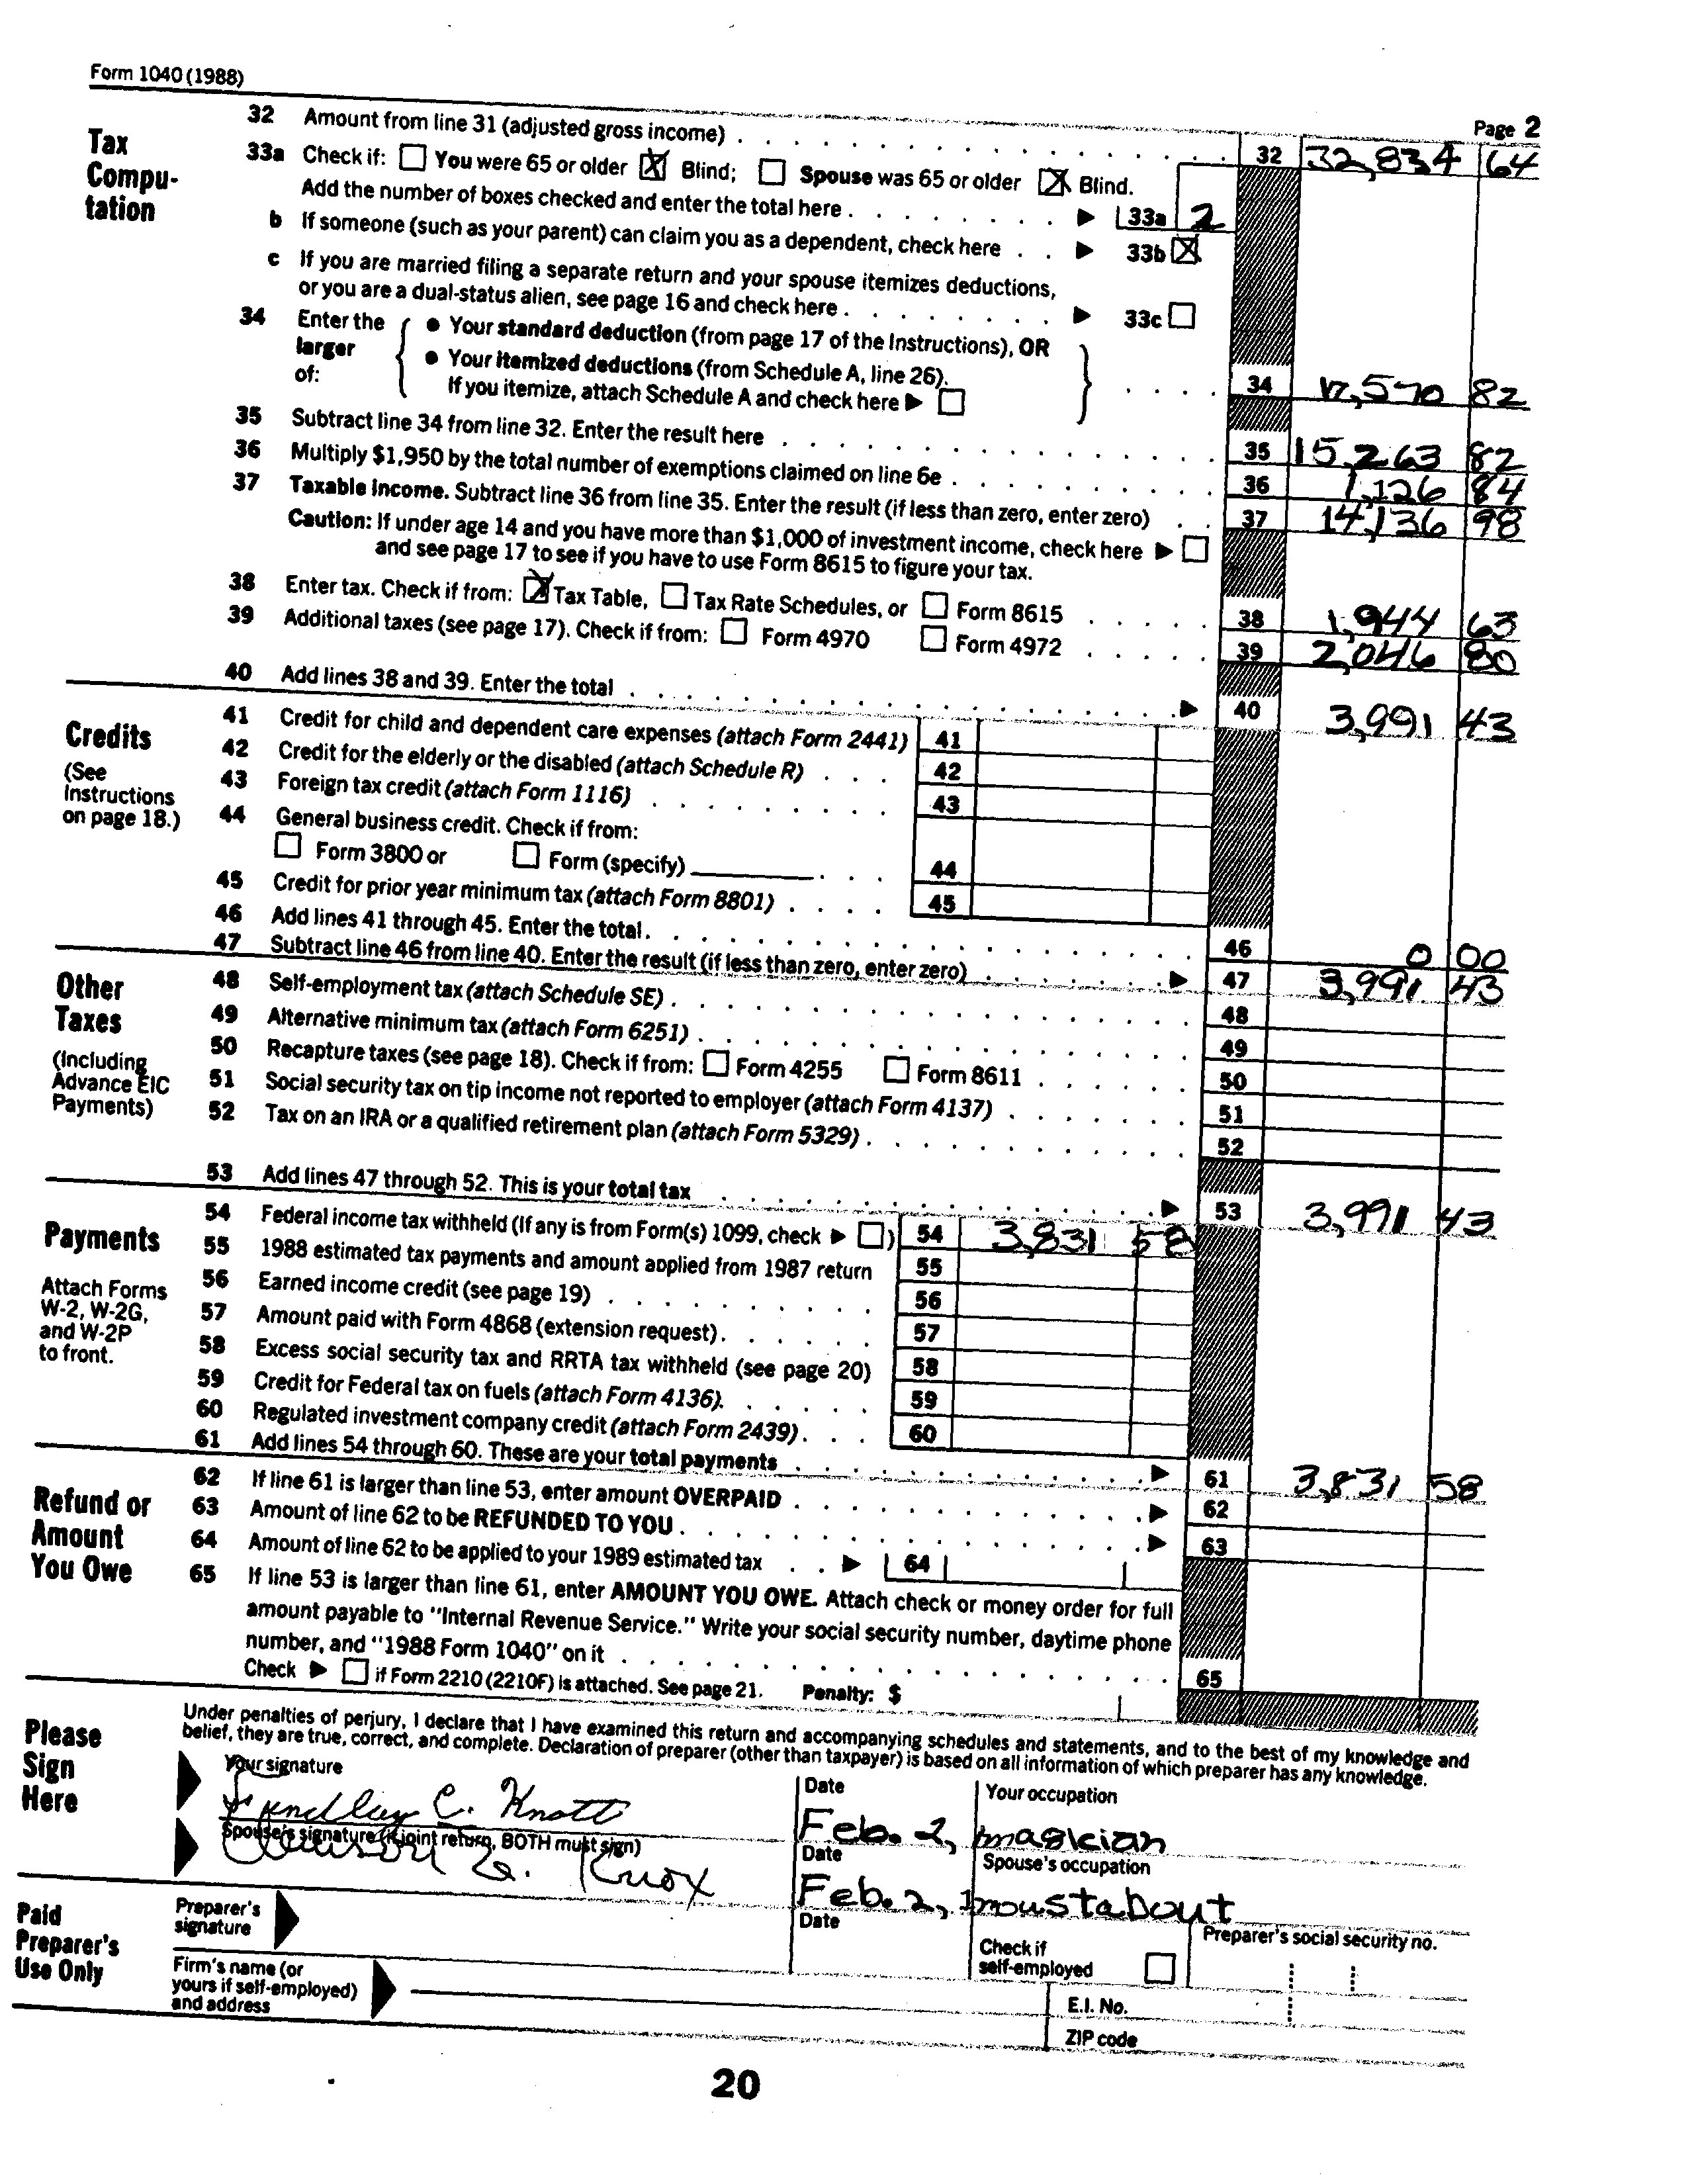 Form 1040 (1988)
Page 2
Tax Compu-tation
32 Amount from line 31 (adjusted gross income) . . . 32 32,834 64
33a Check if: You were 65 or older X Blind; Spouse was 65 or older X Blind.
Add the number of boxes checked and enter the total here . . . ▶ 33a 2
b If someone (such as your parent) can claim you as a dependent, check here . . ▶ 33b X
c If you are married filing a separate return and your spouse itemizes deductions,
or you are a dual-status alien, see page 16 and check here . . . ▶ 33c
34 Enter the larger of:
● Your standard deduction (from page 17 of the Instructions), OR
● Your itemized deductions (from Schedule A, line 26).
If you itemize, attach Schedule A and check here ▶
34 17,570 82
35 Subtract line 34 from line 32. Enter the result here . . . 35 15,263 82
36 Multiply $1,950 by the total number of exemptions claimed on line 6e . . . 36 1,126 84
37 Taxable income. Subtract line 36 from line 35. Enter the result (if less than zero, enter zero) . . 37 14,136 98
Caution: If under age 14 and you have more than $1,000 of investment income, check here ▶
and see page 17 to see if you have to use Form 8615 to figure your tax.
38 Enter tax. Check if from: X Tax Table, Tax Rate Schedules, or Form 8615 . . . 38 1,944 63
39 Additional taxes (see page 17). Check if from: Form 4970 Form 4972 . . . 39 2,046 80
40 Add lines 38 and 39. Enter the total . . . ▶ 40 3,991 43
Credits
(See Instructions on page 18.)
41 Credit for child and dependent care expenses (attach Form 2441) 41
42 Credit for the elderly or the disabled (attach Schedule R) . . . 42
43 Foreign tax credit (attach Form 1116) . . . 43
44 General business credit. Check if from:
Form 3800 or Form (specify) . . . 44
45 Credit for prior year minimum tax (attach Form 8801) . . . 45
46 Add lines 41 through 45. Enter the total . . . 46 0 00
47 Subtract line 46 from line 40. Enter the result (if less than zero, enter zero) . . . ▶ 47 3,991 43
Other Taxes
(Including Advance EIC Payments)
48 Self-employment tax (attach Schedule SE) . . . 48
49 Alternative minimum tax (attach Form 6251) . . . 49
50 Recapture taxes (see page 18). Check if from: Form 4255 Form 8611 . . . 50
51 Social security tax on tip income not reported to employer (attach Form 4137) . . . 51
52 Tax on an IRA or a qualified retirement plan (attach Form 5329) . . . 52
53 Add lines 47 through 52. This is your total tax . . . ▶ 53 3,991 43
Payments
Attach Forms W-2, W-2G, and W-2P to front.
54 Federal income tax withheld (If any is from Form(s) 1099, check ▶ ) 54 3,831 58
55 1988 estimated tax payments and amount applied from 1987 return 55
56 Earned income credit (see page 19) . . . 56
57 Amount paid with Form 4868 (extension request) . . . 57
58 Excess social security tax and RRTA tax withheld (see page 20) 58
59 Credit for Federal tax on fuels (attach Form 4136). . . . 59
60 Regulated investment company credit (attach Form 2439) . . . 60
61 Add lines 54 through 60. These are your total payments . . . ▶ 61 3,831 58
Refund or Amount You Owe
62 If line 61 is larger than line 53, enter amount OVERPAID . . . ▶ 62
63 Amount of line 62 to be REFUNDED TO YOU . . . ▶ 63
64 Amount of line 62 to be applied to your 1989 estimated tax . . ▶ 64
65 If line 53 is larger than line 61, enter AMOUNT YOU OWE. Attach check or money order for full
amount payable to "Internal Revenue Service." Write your social security number, daytime phone
number, and "1988 Form 1040" on it . . . 65
Check ▶ if Form 2210 (2210F) is attached. See page 21. Penalty: $
Please Sign Here
Under penalties of perjury, I declare that I have examined this return and accompanying schedules and statements, and to the best of my knowledge and
belief, they are true, correct, and complete. Declaration of preparer (other than taxpayer) is based on all information of which preparer has any knowledge.
Your signature Date Your occupation
C. Knott Feb. 2, magician
Spouse's signature (if joint return, BOTH must sign) Date Spouse's occupation
G. Knox Feb. 2,
Paid Preparer's Use Only
Preparer's signature Date Check if self-employed Preparer's social security no.
Firm's name (or yours if self-employed) and address
E.I. No.
ZIP code
20